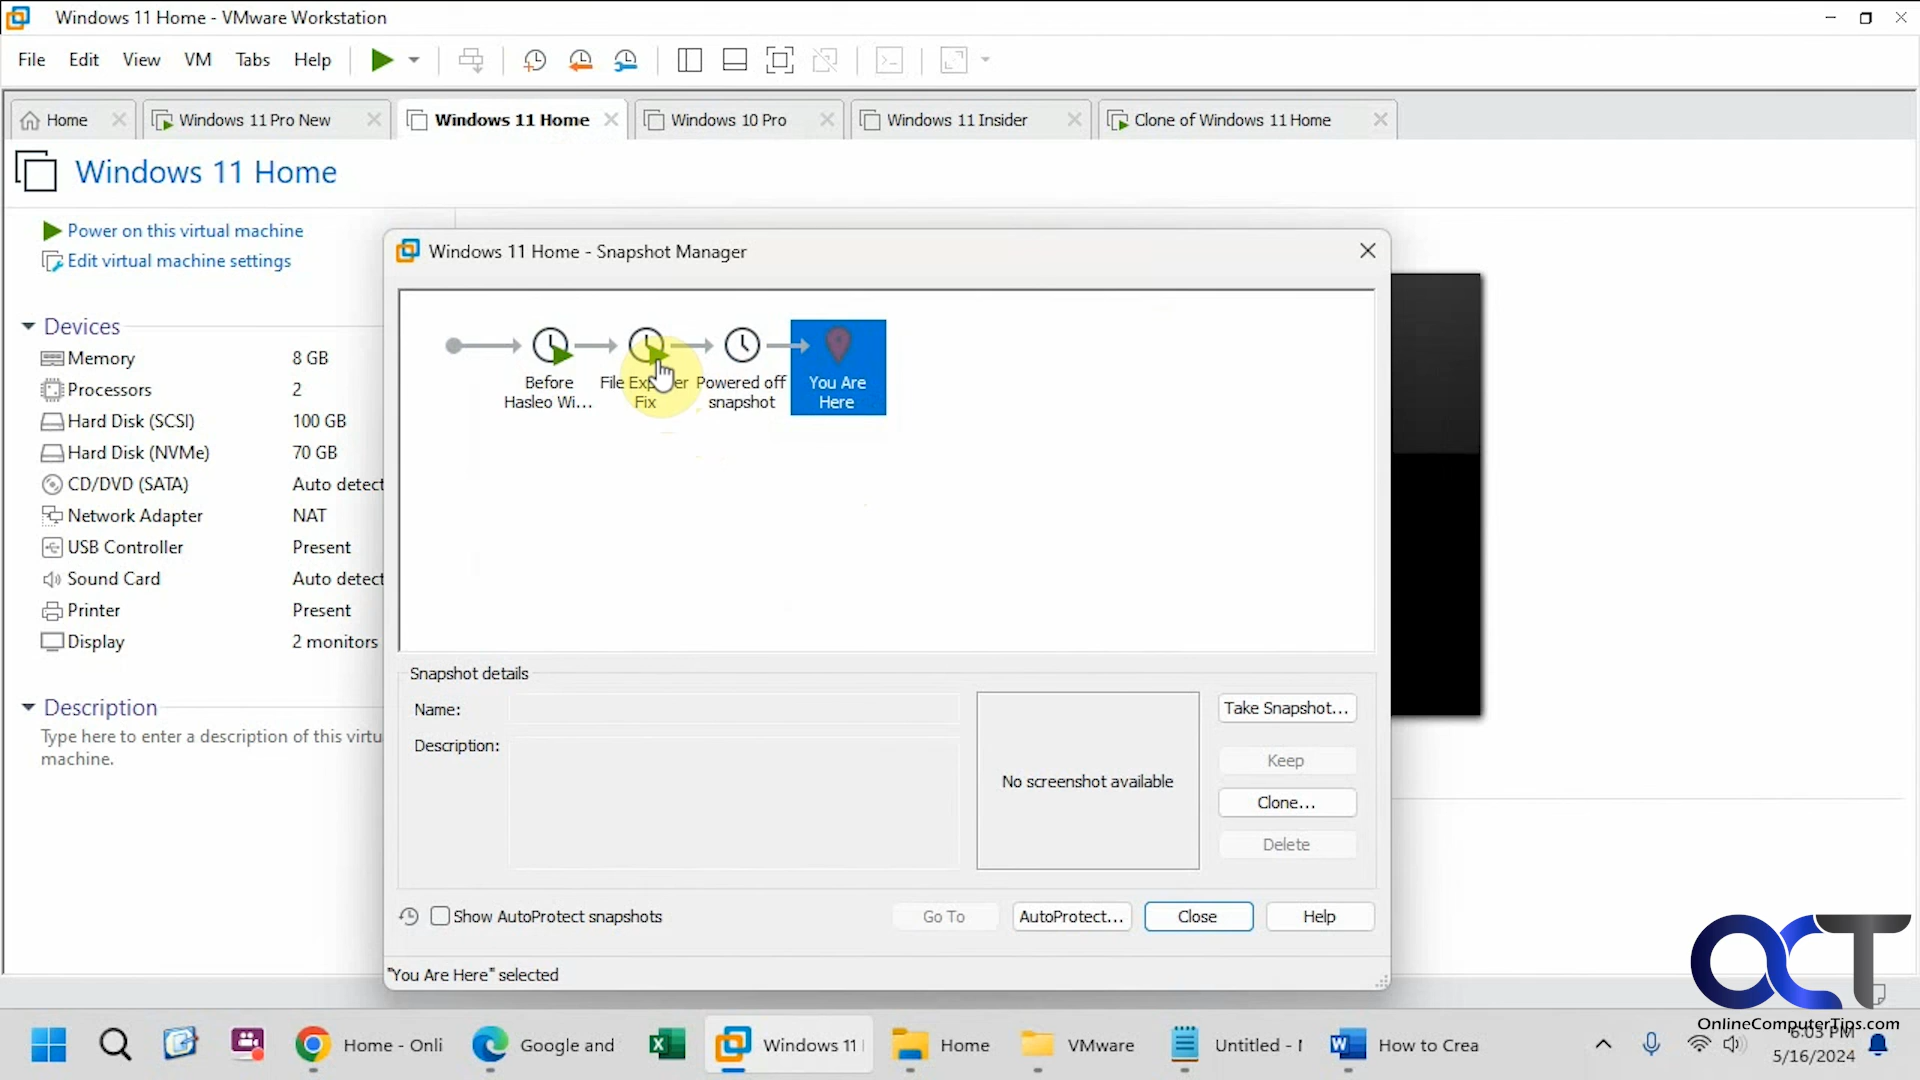 Windows 11 Home - VMware Workstation
File Edit View VM Tabs Help
Home Windows 11 Pro New Windows 11 Home Windows 10 Pro Windows 11 Insider Clone of Windows 11 Home
Windows 11 Home
Power on this virtual machine
Edit virtual machine settings
Windows 11 Home - Snapshot Manager
Devices
Memory 8 GB
Processors 2
Hard Disk (SCSI) 100 GB
Hard Disk (NVMe) 70 GB
CD/DVD (SATA) Auto detect
Network Adapter NAT
USB Controller Present
Sound Card Auto detect
Printer Present
Display 2 monitors
Description
Type here to enter a description of this virtu
machine.
Before
Hasleo Wi...
File Fix
Powered off
snapshot
You Are
Here
Snapshot details
Name:
Description:
No screenshot available
Take Snapshot...
Keep
Clone...
Delete
Show AutoProtect snapshots
Go To AutoProtect... Close Help
"You Are Here" selected
OCT
OnlineComputerTips.com
Home - Onli Google and Windows 11 Home VMware Untitled - How to Crea
6:03 PM
5/16/2024